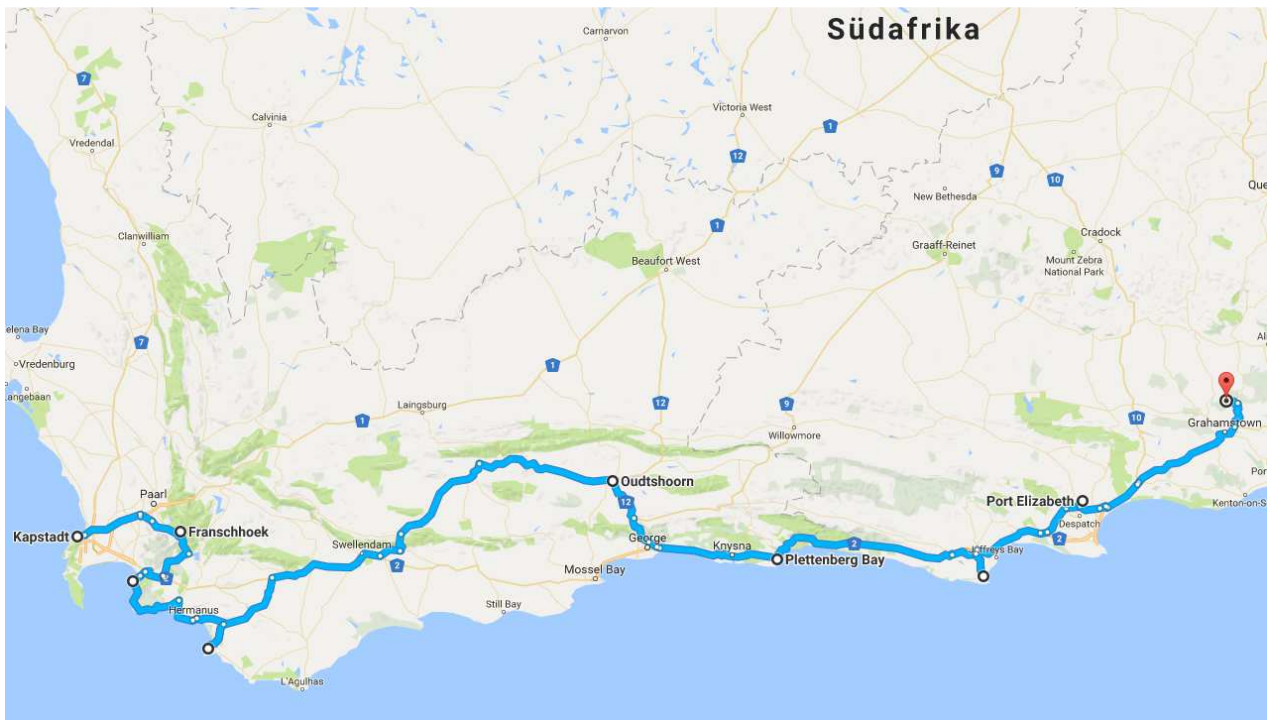 Südafrika
Carnarvon
7
Calvinia
Victoria West
1
Vredendal
12
9
10
Que
New Bethesda
1
Clanwilliam
Cradock
Graaff-Reinet
Mount Zebra
National Park
Beaufort West
elena Bay
7
Vredenburg
Langebaan
1
Laingsburg
12
9
1
10
Willowmore
Grahamstown
Paarl
Oudtshoorn
12
Port Elizabeth
Kenton-on-S
Kapstadt
Franschhoek
Despatch
Swellendam
George
Knysna
2
2
Jeffreys Bay
2
Plettenberg Bay
Mossel Bay
2
Hermanus
Still Bay
L'Agulhas